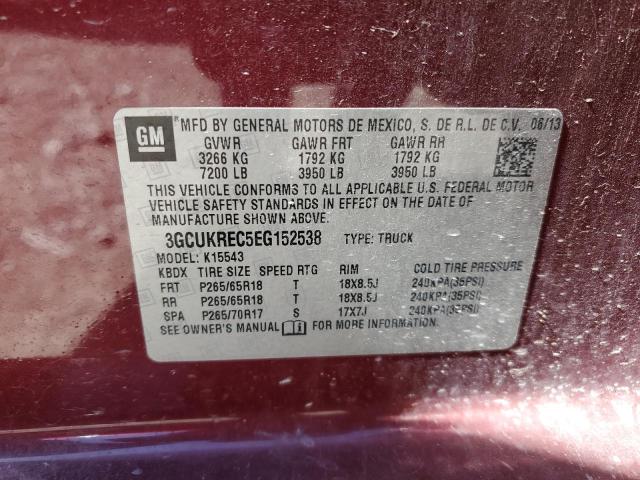 GM *MFD BY GENERAL MOTORS DE MEXICO, S. DE R.L. DE C.V. 06/13
GVWR GAWR FRT GAWR RR
3266 KG 1792 KG 1792 KG
7200 LB 3950 LB 3950 LB
THIS VEHICLE CONFORMS TO ALL APPLICABLE U.S. FEDERAL MOTOR
VEHICLE SAFETY STANDARDS IN EFFECT ON THE DATE OF
MANUFACTURE SHOWN ABOVE.
3GCUKREC5EG152538 TYPE: TRUCK
MODEL: K15543
KBDX TIRE SIZE SPEED RTG RIM COLD TIRE PRESSURE
FRT P265/65R18 T 18X8.5J 240KPA(35PSI)
RR P265/65R18 T 18X8.5J 240KPA(35PSI)
SPA P265/70R17 S 17X7J 240KPA(35PSI)
SEE OWNER'S MANUAL FOR MORE INFORMATION.